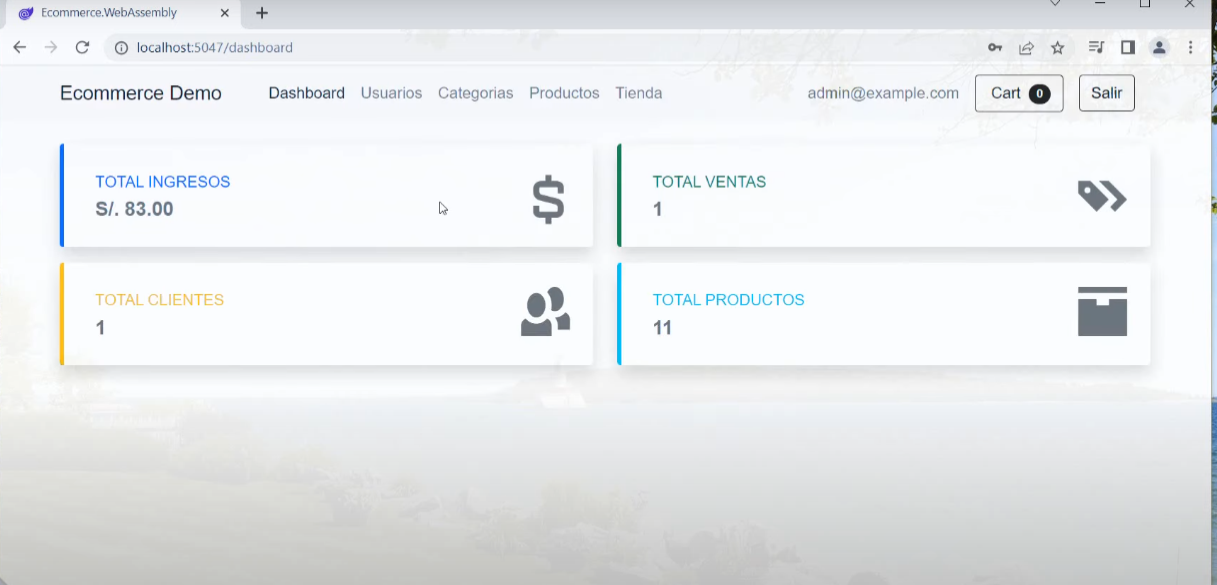 Ecommerce.WebAssembly
localhost:5047/dashboard
Ecommerce Demo Dashboard Usuarios Categorias Productos Tienda admin@example.com Cart 0 Salir
TOTAL INGRESOS
S/. 83.00
TOTAL VENTAS
1
TOTAL CLIENTES
1
TOTAL PRODUCTOS
11